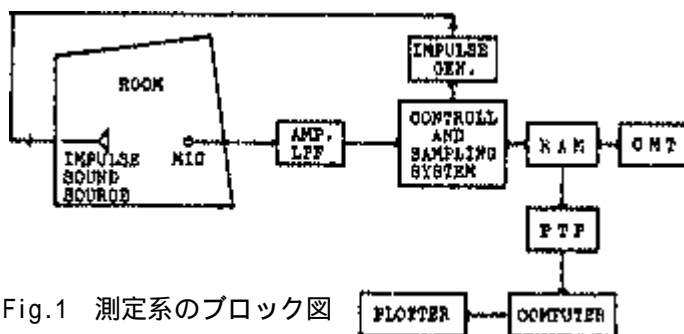 IMPULSE
GEN.
ROOM
IMPULSE
SOUND
SOURCE
MIC
AMP.
LPF
CONTROLL
AND
SAMPLING
SYSTEM
RAM
CMT
PTP
PLOTTER
COMPUTER
Fig.1 測定系のブロック図